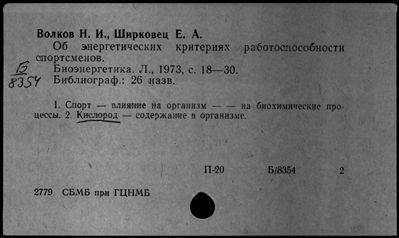 Волков Н. И., Ширковец Е. А.
Об энергетических критериях работоспособности
спортсменов.
Биоэнергетика. Л., 1973, с. 18—30.
Библиограф.: 26 назв.
Б
8354
1. Спорт — влияние на организм — — на биохимические про-
цессы. 2. Кислород — содержание в организме.
П-20 Б/8354 2
2779 СБМБ при ГЦНМБ